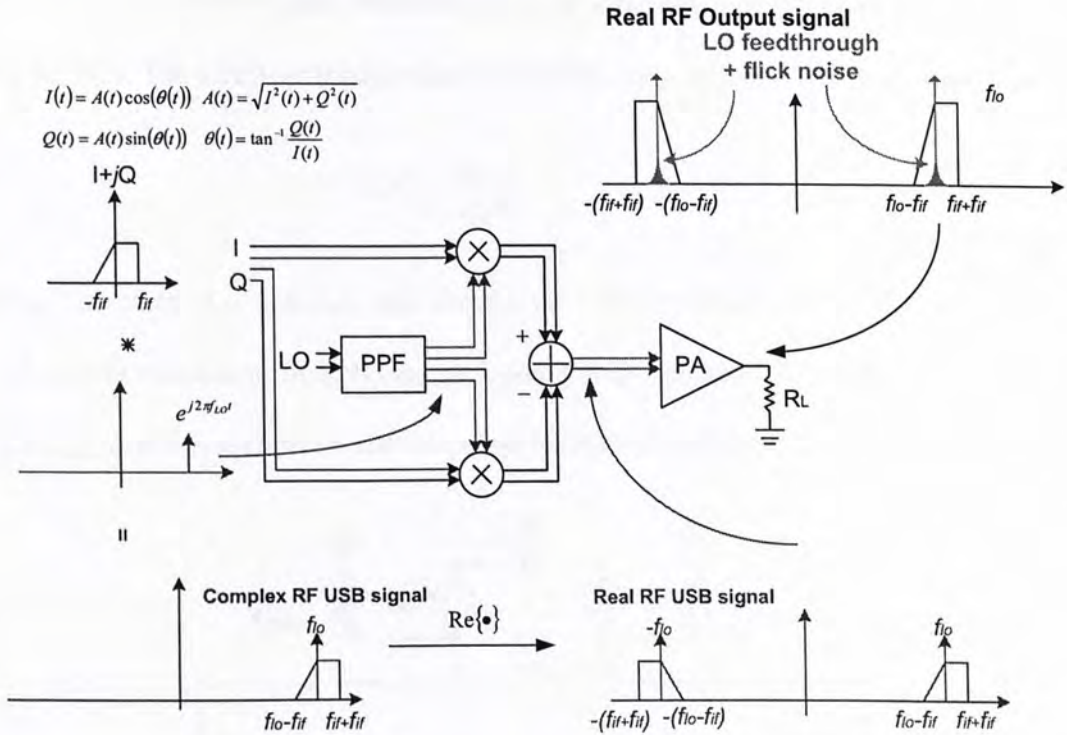 Real RF Output signal
LO feedthrough
+ flick noise
I(t) = A(t)cos(θ(t))  A(t) = √I²(t) + Q²(t)
Q(t) = A(t)sin(θ(t))  θ(t) = tan⁻¹ Q(t)/I(t)
flo
-(fif+fif) -(flo-fif) flo-fif fif+fif
I+jQ
-fif fif
I
Q
LO
PPF
+
−
PA
RL
*
e^j2πfLOt
=
Complex RF USB signal
flo
flo-fif fif+fif
Re{•}
Real RF USB signal
-flo flo
-(fif+fif) -(flo-fif) flo-fif fif+fif